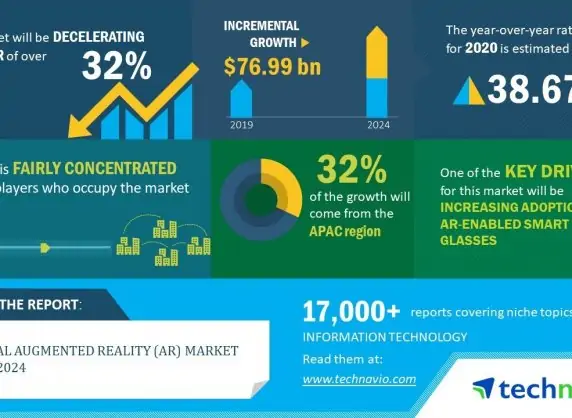 et will be DECELERATING
R of over
32%
INCREMENTAL
GROWTH
$76.99 bn
2019
2024
The year-over-year rat
for 2020 is estimated
38.67
is FAIRLY CONCENTRATED
players who occupy the market
32%
of the growth will
come from the
APAC region
One of the KEY DRI
for this market will be
INCREASING ADOPTIO
AR-ENABLED SMART
GLASSES
THE REPORT:
AL AUGMENTED REALITY (AR) MARKET
2024
17,000+ reports covering niche topics
INFORMATION TECHNOLOGY
Read them at:
www.technavio.com
techn